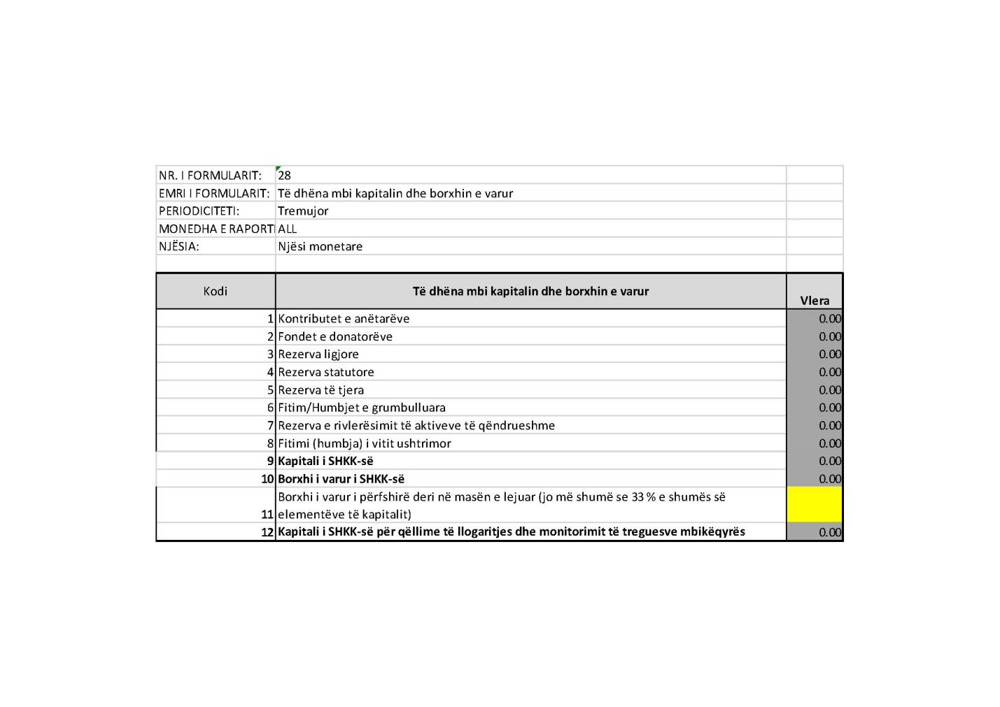 NR. I FORMULARIT: 28
EMRI I FORMULARIT: Të dhëna mbi kapitalin dhe borxhin e varur
PERIODICITETI: Tremujor
MONEDHA E RAPORTI ALL
NJËSIA: Njësi monetare
Kodi Të dhëna mbi kapitalin dhe borxhin e varur Vlera
1 Kontributet e anëtarëve 0.00
2 Fondet e donatorëve 0.00
3 Rezerva ligjore 0.00
4 Rezerva statutore 0.00
5 Rezerva të tjera 0.00
6 Fitim/Humbjet e grumbulluara 0.00
7 Rezerva e rivlerësimit të aktiveve të qëndrueshme 0.00
8 Fitimi (humbja) i vitit ushtrimor 0.00
9 Kapitali i SHKK-së 0.00
10 Borxhi i varur i SHKK-së 0.00
Borxhi i varur i përfshirë deri në masën e lejuar (jo më shumë se 33 % e shumës së
11 elementëve të kapitalit)
12 Kapitali i SHKK-së për qëllime të llogaritjes dhe monitorimit të treguesve mbikëqyrës 0.00